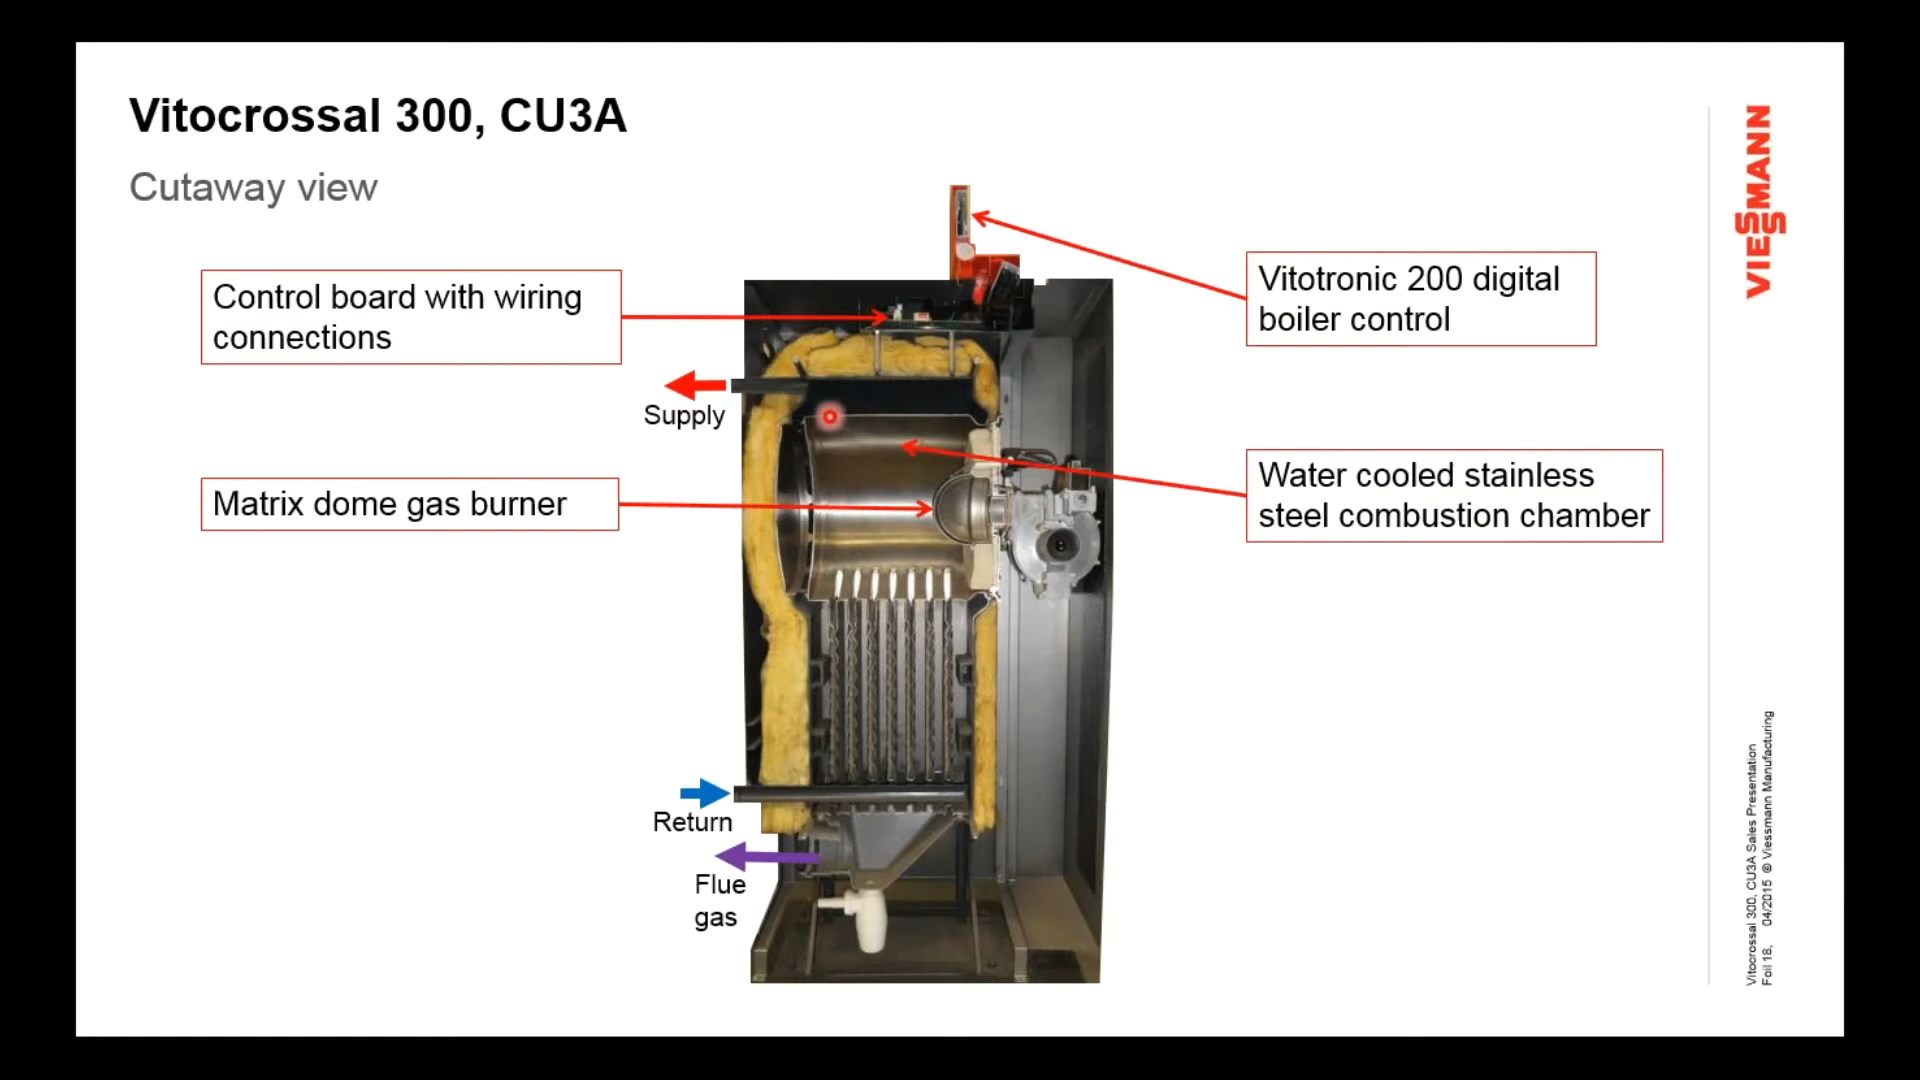 Vitocrossal 300, CU3A
Cutaway view
Control board with wiring
connections
Vitotronic 200 digital
boiler control
Supply
Matrix dome gas burner
Water cooled stainless
steel combustion chamber
Return
Flue
gas
VIESSMANN
Vitocrossal 300, CU3A Sales Presentation
Foil 18, 04/2015 © Viessmann Manufacturing